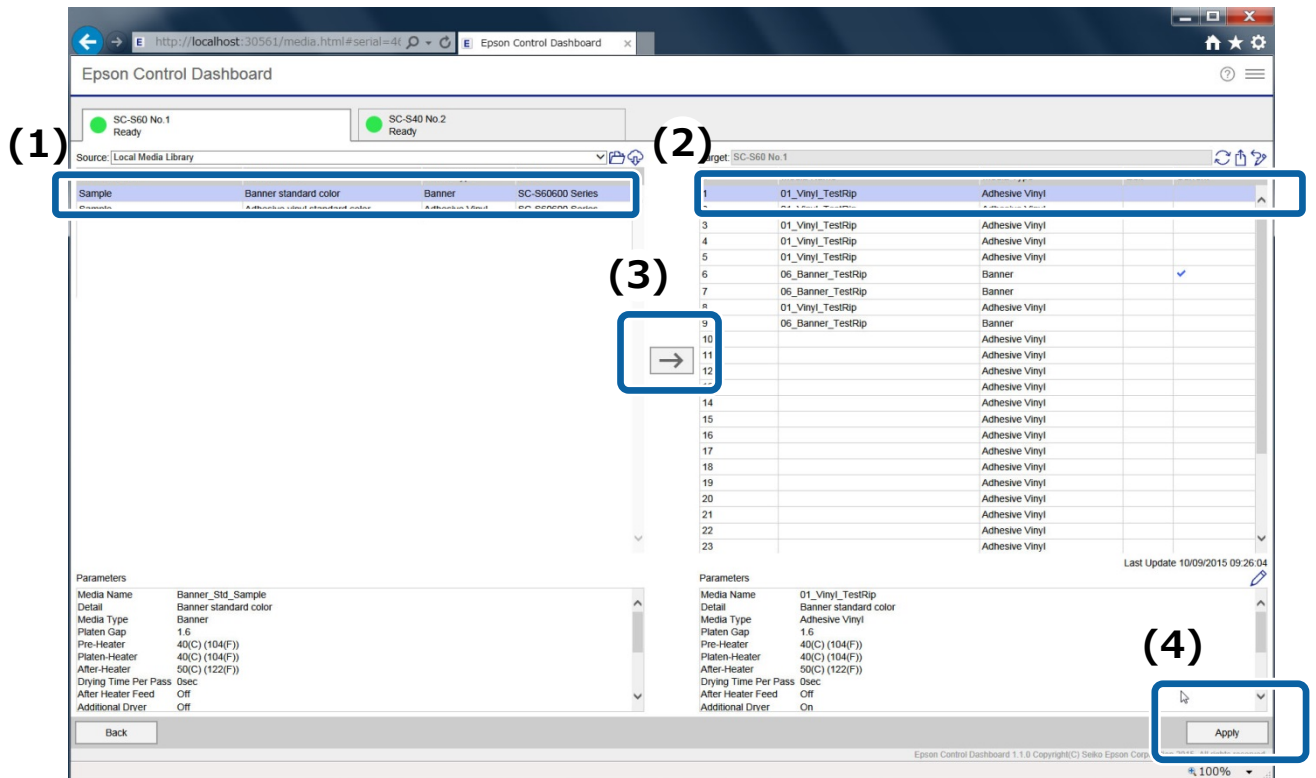 http://localhost:30561/media.html#serial=46
Epson Control Dashboard
Epson Control Dashboard
SC-S60 No.1
Ready
SC-S40 No.2
Ready
(1)
(2)
Source: Local Media Library
Target: SC-S60 No.1
Sample Banner standard color Banner SC-S60600 Series
Sample Adhesive vinyl standard color Adhesive Vinyl SC-S60600 Series
1 01_Vinyl_TestRip Adhesive Vinyl
2 01_Vinyl_TestRip Adhesive Vinyl
3 01_Vinyl_TestRip Adhesive Vinyl
4 01_Vinyl_TestRip Adhesive Vinyl
5 01_Vinyl_TestRip Adhesive Vinyl
(3)
6 06_Banner_TestRip Banner
7 06_Banner_TestRip Banner
8 01_Vinyl_TestRip Adhesive Vinyl
9 06_Banner_TestRip Banner
10 Adhesive Vinyl
11 Adhesive Vinyl
12 Adhesive Vinyl
13 Adhesive Vinyl
14 Adhesive Vinyl
15 Adhesive Vinyl
16 Adhesive Vinyl
17 Adhesive Vinyl
18 Adhesive Vinyl
19 Adhesive Vinyl
20 Adhesive Vinyl
21 Adhesive Vinyl
22 Adhesive Vinyl
23 Adhesive Vinyl
Last Update 10/09/2015 09:26:04
Parameters
Media Name Banner_Std_Sample
Detail Banner standard color
Media Type Banner
Platen Gap 1.6
Pre-Heater 40(C) (104(F))
Platen-Heater 40(C) (104(F))
After-Heater 50(C) (122(F))
Drying Time Per Pass 0sec
After Heater Feed Off
Additional Dryer Off
Parameters
Media Name 01_Vinyl_TestRip
Detail Banner standard color
Media Type Adhesive Vinyl
Platen Gap 1.6
Pre-Heater 40(C) (104(F))
Platen-Heater 40(C) (104(F))
After-Heater 50(C) (122(F))
Drying Time Per Pass 0sec
After Heater Feed Off
Additional Dryer On
(4)
Back
Apply
Epson Control Dashboard 1.1.0 Copyright(C) Seiko Epson Corp 2015. All rights reserved.
100%